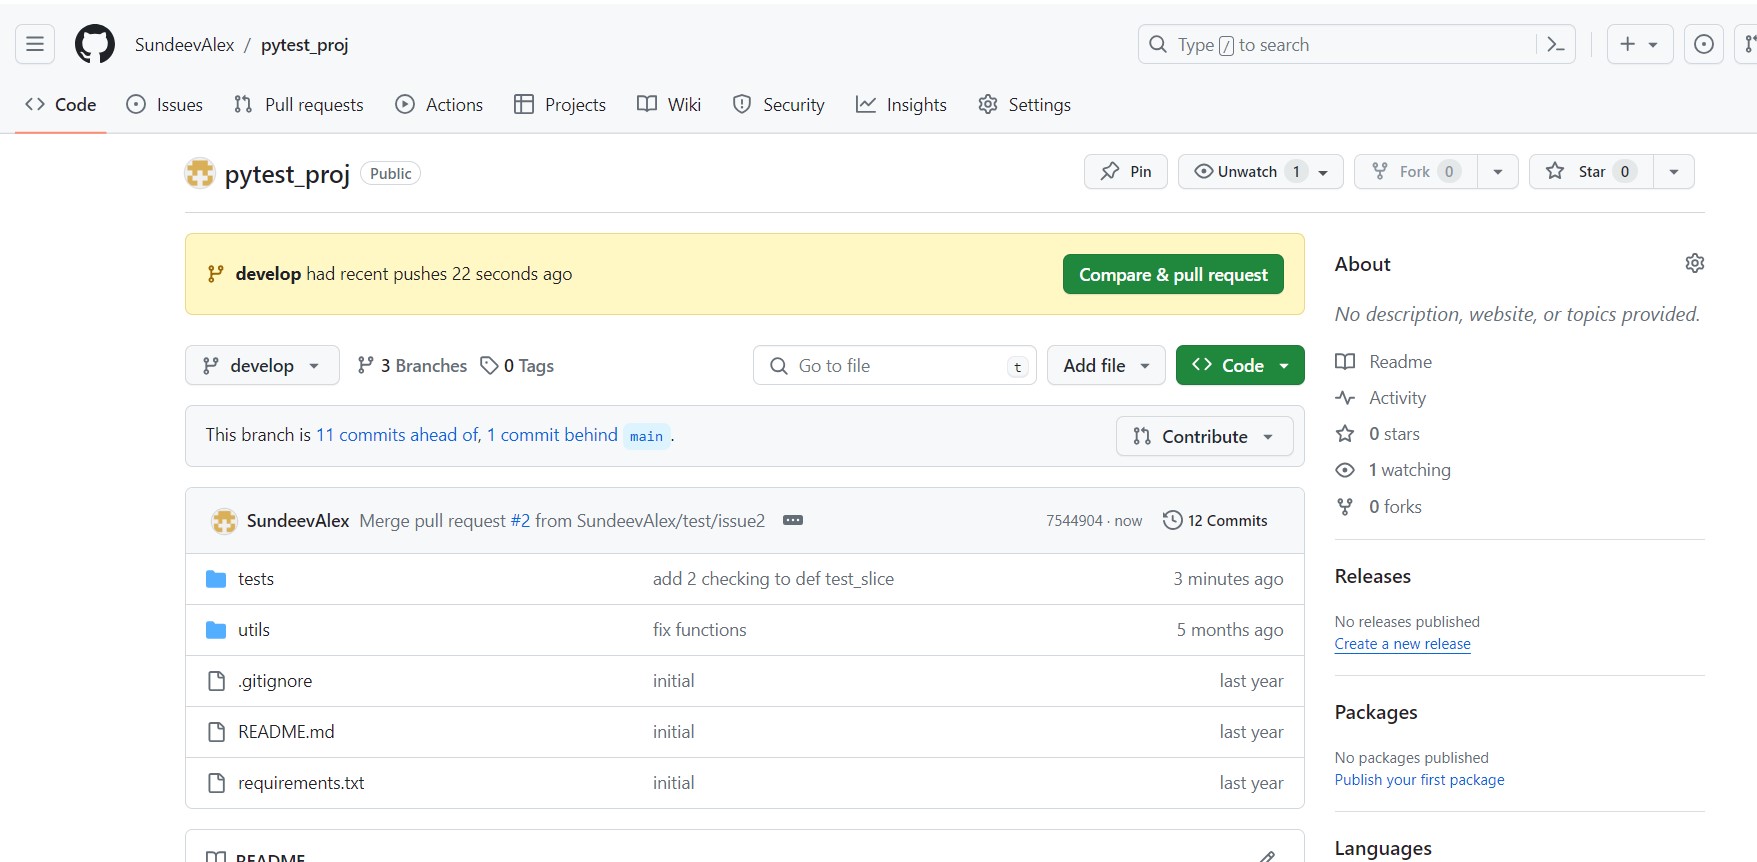 SundeevAlex / pytest_proj
Type / to search
Code Issues Pull requests Actions Projects Wiki Security Insights Settings
pytest_proj Public
Pin Unwatch 1 Fork 0 Star 0
develop had recent pushes 22 seconds ago
Compare & pull request
develop 3 Branches 0 Tags
Go to file t Add file Code
This branch is 11 commits ahead of, 1 commit behind main.
Contribute
SundeevAlex Merge pull request #2 from SundeevAlex/test/issue2 7544904 · now 12 Commits
tests add 2 checking to def test_slice 3 minutes ago
utils fix functions 5 months ago
.gitignore initial last year
README.md initial last year
requirements.txt initial last year
README
About
No description, website, or topics provided.
Readme
Activity
0 stars
1 watching
0 forks
Releases
No releases published
Create a new release
Packages
No packages published
Publish your first package
Languages